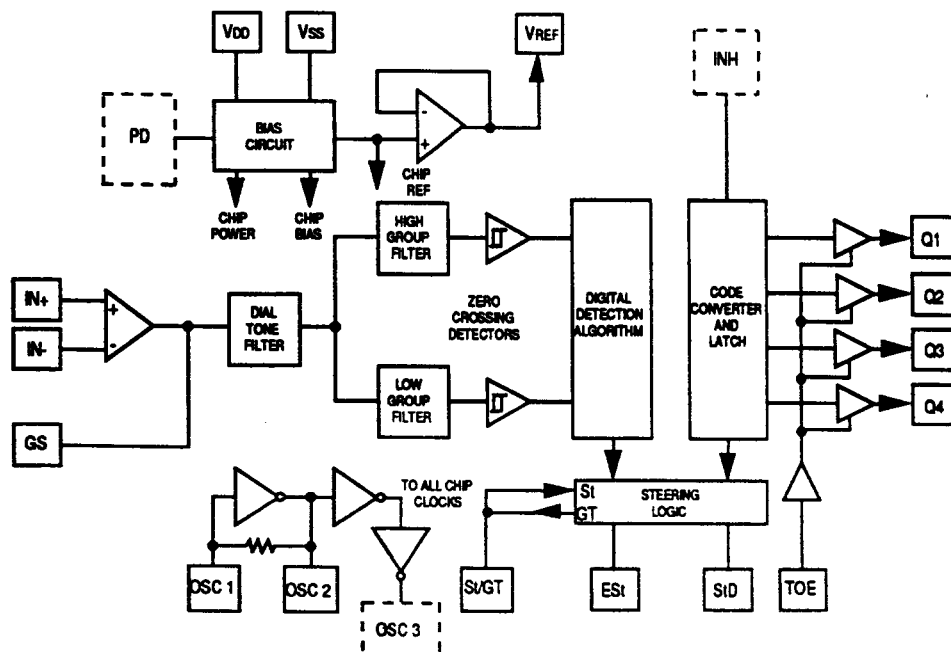 VDD
VSS
VREF
INH
PD
BIAS
CIRCUIT
-
+
CHIP
REF
CHIP
POWER
CHIP
BIAS
HIGH
GROUP
FILTER
IN+
IN-
+
-
DIAL
TONE
FILTER
ZERO
CROSSING
DETECTORS
DIGITAL
DETECTION
ALGORITHM
CODE
CONVERTER
AND
LATCH
Q1
Q2
Q3
Q4
LOW
GROUP
FILTER
GS
TO ALL CHIP
CLOCKS
St
GT
STEERING
LOGIC
OSC 1
OSC 2
OSC 3
St/GT
ESt
StD
TOE